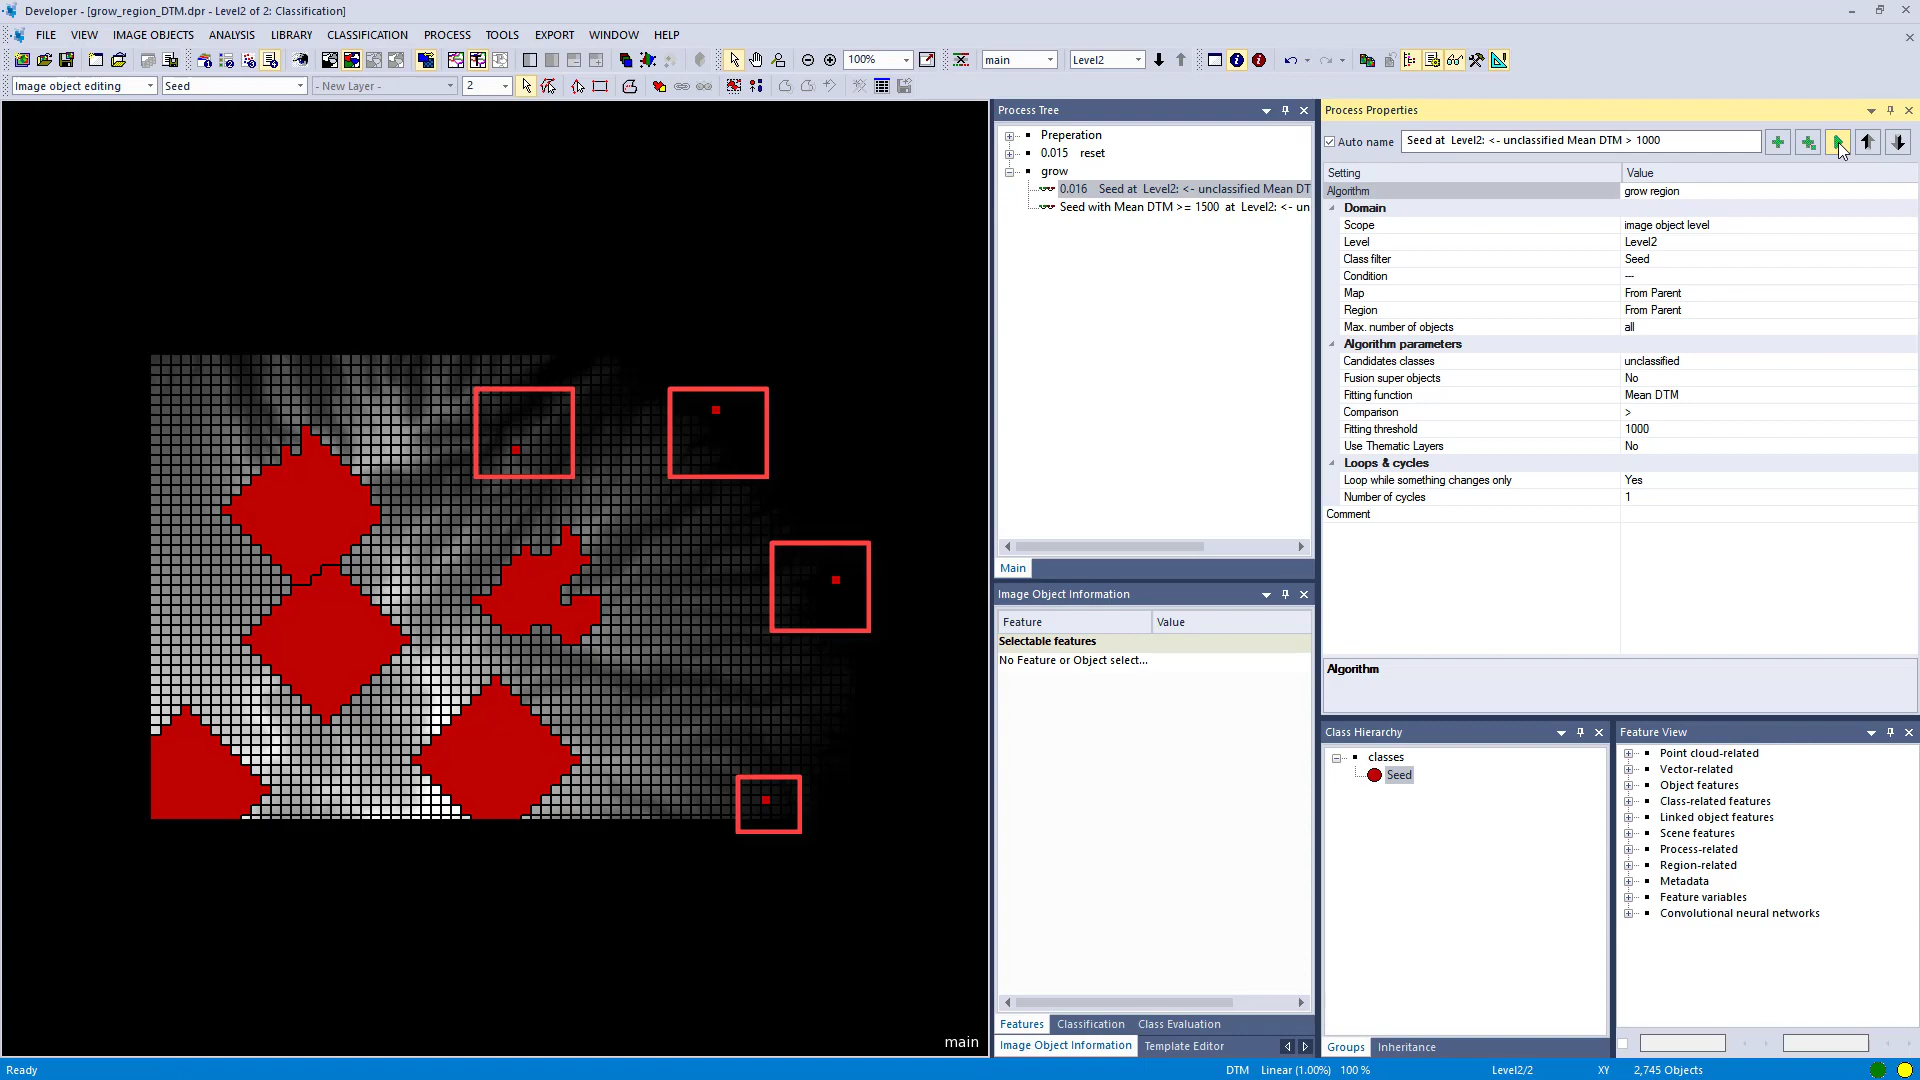 Developer - [grow_region_DTM.dpr - Level2 of 2: Classification]
FILE VIEW IMAGE OBJECTS ANALYSIS LIBRARY CLASSIFICATION PROCESS TOOLS EXPORT WINDOW HELP
100% main Level2
Image object editing Seed - New Layer - 2
Process Tree
Preperation
0.015 reset
grow
0.016 Seed at Level2: <- unclassified Mean DT
Seed with Mean DTM >= 1500 at Level2: <- un
Main
Image Object Information
Feature Value
Selectable features
No Feature or Object select...
Features Classification Class Evaluation
Image Object Information Template Editor
Process Properties
Auto name Seed at Level2: <- unclassified Mean DTM > 1000
Setting Value
Algorithm grow region
Domain
Scope image object level
Level Level2
Class filter Seed
Condition ---
Map From Parent
Region From Parent
Max. number of objects all
Algorithm parameters
Candidates classes unclassified
Fusion super objects No
Fitting function Mean DTM
Comparison >
Fitting threshold 1000
Use Thematic Layers No
Loops & cycles
Loop while something changes only Yes
Number of cycles 1
Comment
Algorithm
Class Hierarchy
classes
Seed
Groups Inheritance
Feature View
Point cloud-related
Vector-related
Object features
Class-related features
Linked object features
Scene features
Process-related
Region-related
Metadata
Feature variables
Convolutional neural networks
main
Ready DTM Linear (1.00%) 100 % Level2/2 XY 2,745 Objects